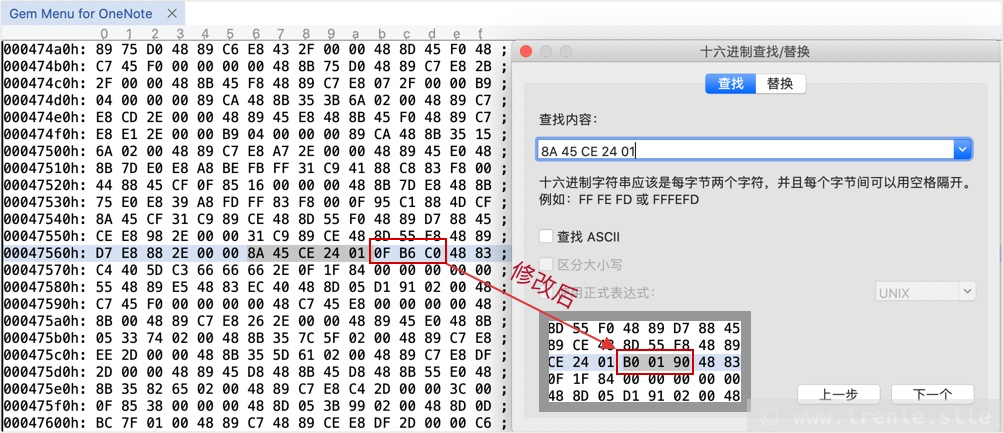 Gem Menu for OneNote ×
0 1 2 3 4 5 6 7 8 9 a b c d e f
000474a0h: 89 75 D0 48 89 C6 E8 43 2F 00 00 48 8D 45 F0 48 ;
000474b0h: C7 45 F0 00 00 00 00 48 8B 75 D0 48 89 C7 E8 2B ;
000474c0h: 2F 00 00 48 8B 45 F8 48 89 C7 E8 07 2F 00 00 B9 ;
000474d0h: 04 00 00 00 89 CA 48 8B 35 3B 6A 02 00 48 89 C7 ;
000474e0h: E8 CD 2E 00 00 48 89 45 E8 48 8B 45 F0 48 89 C7 ;
000474f0h: E8 E1 2E 00 00 B9 04 00 00 00 89 CA 48 8B 35 15 ;
00047500h: 6A 02 00 48 89 C7 E8 A7 2E 00 00 48 89 45 E0 48 ;
00047510h: 8B 7D E0 E8 A8 BE FB FF 31 C9 41 88 C8 83 F8 00 ;
00047520h: 44 88 45 CF 0F 85 16 00 00 00 48 8B 7D E8 48 8B ;
00047530h: 75 E0 E8 39 A8 FD FF 83 F8 00 0F 95 C1 88 4D CF ;
00047540h: 8A 45 CF 31 C9 89 CE 48 8D 55 F0 48 89 D7 88 45 ;
00047550h: CE E8 98 2E 00 00 31 C9 89 CE 48 8D 55 E8 48 89 ;
00047560h: D7 E8 88 2E 00 00 8A 45 CE 24 01 0F B6 C0 48 83 ;
00047570h: C4 40 5D C3 66 66 66 2E 0F 1F 84 00 00 00 00 00 ;
00047580h: 55 48 89 E5 48 83 EC 40 48 8D 05 D1 91 02 00 48 ;
00047590h: C7 45 F0 00 00 00 00 48 C7 45 E8 00 00 00 00 48 ;
000475a0h: 8B 00 48 89 C7 E8 26 2E 00 00 48 89 45 E0 48 8B ;
000475b0h: 05 33 74 02 00 48 8B 35 7C 5F 02 00 48 89 C7 E8 ;
000475c0h: EE 2D 00 00 48 8B 35 5D 61 02 00 48 89 C7 E8 DF ;
000475d0h: 2D 00 00 48 89 45 D8 48 8B 45 D8 48 8B 55 E0 48 ;
000475e0h: 8B 35 82 65 02 00 48 89 C7 E8 C4 2D 00 00 3C 00 ;
000475f0h: 0F 85 38 00 00 00 48 8D 05 3B 99 02 00 48 8D 0D ;
00047600h: BC 7F 01 00 48 89 C7 48 89 CE E8 DF 2D 00 00 C6 ;
修改后
十六进制查找/替换
查找 替换
查找内容：
8A 45 CE 24 01
十六进制字符串应该是每字节两个字符，并且每个字节间可以用空格隔开。
例如：FF FE FD 或 FFFEFD
查找 ASCII
区分大小写
用正式表达式： UNIX
8D 55 F0 48 89 D7 88 45
89 CE 48 8D 55 E8 48 89
CE 24 01 B0 01 90 48 83
0F 1F 84 00 00 00 00 00
48 8D 05 D1 91 02 00 48
上一步 下一个
www.irente.site